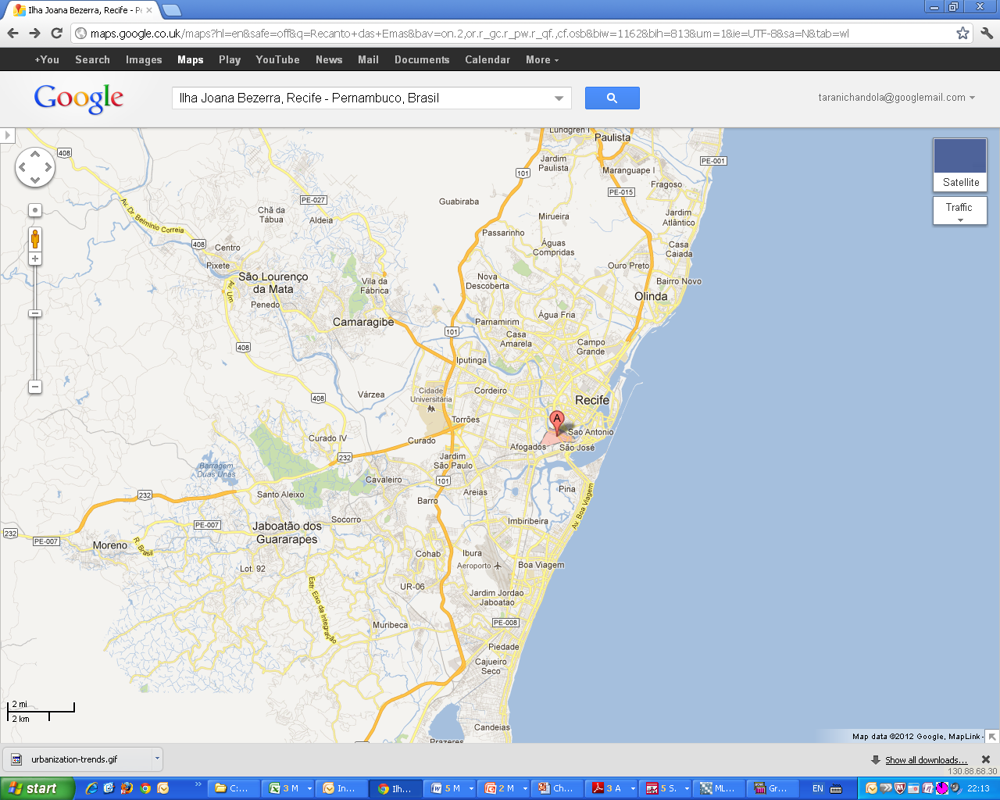 Ilha Joana Bezerra, Recife - P
maps.google.co.uk/maps?hl=en&safe=off&q=Recanto+das+Emas&bav=on.2,or.r_gc.r_pw.r_qf.,cf.osb&biw=1162&bih=813&um=1&ie=UTF-8&sa=N&tab=wl
+You Search Images Maps Play YouTube News Mail Documents Calendar More
Google
Ilha Joana Bezerra, Recife - Pernambuco, Brasil
taranichandola@googlemail.com
Lundgren I
Paulista
408
Jardim
Paulista
PE-001
101
Maranguape I
Satellite
Fragoso
PE-015
PE-027
Guabiraba
Av. Dr. Belminio Correia
Chã da
Tábua
Aldeia
Mirueira
Jardim
Atlântico
Traffic
Passarinho
408
Centro
Águas
Compridas
Casa
Caiada
Pixete
Ouro Preto
São Lourenço
da Mata
Vila da
Fábrica
Nova
Descoberta
Bairro Novo
Av. Um
Olinda
Penedo
Camaragibe
Parnamirim
Água Fria
101
Casa
Amarela
Campo
Grande
408
Iputinga
Várzea
Cidade
Universitária
Cordeiro
408
Recife
Torrões
A
Sao Antonio
Curado IV
Curado
Afogados
São José
232
Jardim
São Paulo
Barragem
Duas Unas
Cavaleiro
101
Pina
Santo Aleixo
Areias
232
Barro
Av. Boa Viagem
Socorro
Imbiribeira
PE-007
Jaboatão dos
Guararapes
232
PE-007
Moreno
R. Brasil
Cohab
Ibura
Aeroporto
Boa Viagem
Lot. 92
UR-06
Estr. Eixo da Integração
Jardim Jordao
Jaboatao
Muribeca
PE-008
Piedade
Cajueiro
Seco
2 mi
2 km
Candeias
Prazeres
Map data ©2012 Google, MapLink -
urbanization-trends.gif
Show all downloads...
130.88.68.30
start
C:...
3 M
In...
Ilh...
5 M
2 M
Ch...
3 A
5 S.
ML...
Gr...
EN
22:13